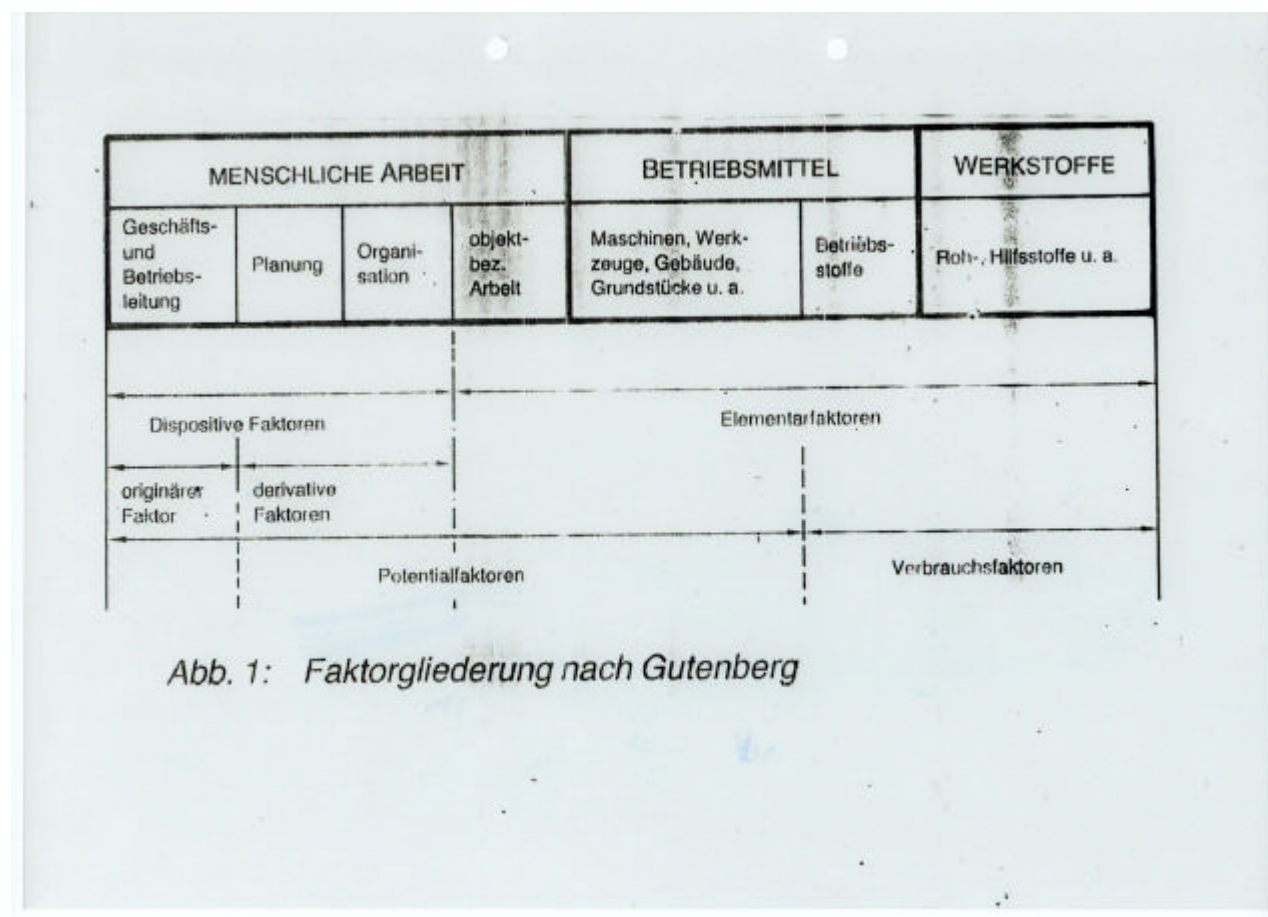 MENSCHLICHE ARBEIT
BETRIEBSMITTEL
WERKSTOFFE
Geschäfts-
und
Betriebs-
leitung
Planung
Organi-
sation
objekt-
bez.
Arbeit
Maschinen, Werk-
zeuge, Gebäude,
Grundstücke u. a.
Betriebs-
stoffe
Roh-, Hilfsstoffe u. a.
Dispositive Faktoren
Elementarfaktoren
originärer
Faktor
derivative
Faktoren
Potentialfaktoren
Verbrauchsfaktoren
Abb. 1: Faktorgliederung nach Gutenberg